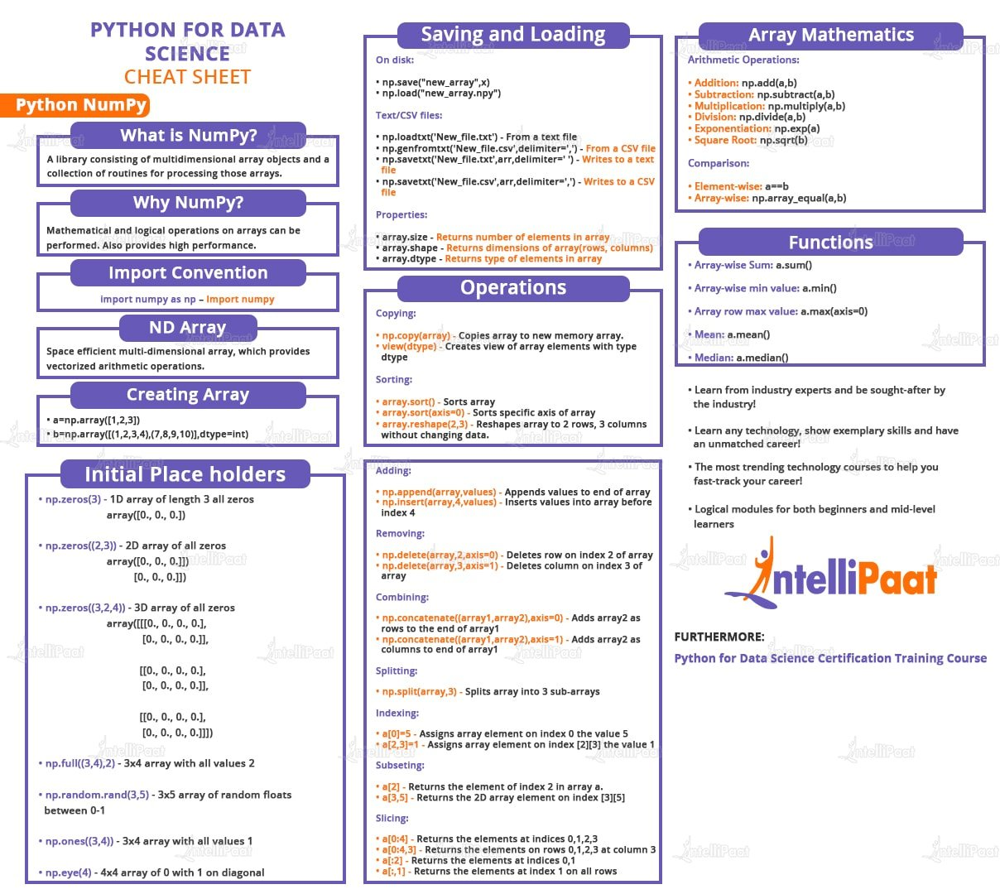 PYTHON FOR DATA
SCIENCE
CHEAT SHEET
Python NumPy
What is NumPy?
A library consisting of multidimensional array objects and a
collection of routines for processing those arrays.
Why NumPy?
Mathematical and logical operations on arrays can be
performed. Also provides high performance.
Import Convention
import numpy as np – Import numpy
ND Array
Space efficient multi-dimensional array, which provides
vectorized arithmetic operations.
Creating Array
• a=np.array([1,2,3])
• b=np.array([(1,2,3,4),(7,8,9,10)],dtype=int)
Initial Place holders
• np.zeros(3) - 1D array of length 3 all zeros
array([0., 0., 0.])
• np.zeros((2,3)) - 2D array of all zeros
array([0., 0., 0.]])
[0., 0., 0.]])
• np.zeros((3,2,4)) - 3D array of all zeros
array([[[0., 0., 0., 0.],
[0., 0., 0., 0.]],
[[0., 0., 0., 0.],
[0., 0., 0., 0.]],
[[0., 0., 0., 0.],
[0., 0., 0., 0.]]])
• np.full((3,4),2) - 3x4 array with all values 2
• np.random.rand(3,5) - 3x5 array of random floats
between 0-1
• np.ones((3,4)) - 3x4 array with all values 1
• np.eye(4) - 4x4 array of 0 with 1 on diagonal
Saving and Loading
On disk:
• np.save("new_array",x)
• np.load("new_array.npy")
Text/CSV files:
• np.loadtxt('New_file.txt') - From a text file
• np.genfromtxt('New_file.csv',delimiter=',') - From a CSV file
• np.savetxt('New_file.txt',arr,delimiter=' ') - Writes to a text
file
• np.savetxt('New_file.csv',arr,delimiter=',') - Writes to a CSV
file
Properties:
• array.size - Returns number of elements in array
• array.shape - Returns dimensions of array(rows, columns)
• array.dtype - Returns type of elements in array
Operations
Copying:
• np.copy(array) - Copies array to new memory array.
• view(dtype) - Creates view of array elements with type
dtype
Sorting:
• array.sort() - Sorts array
• array.sort(axis=0) - Sorts specific axis of array
• array.reshape(2,3) - Reshapes array to 2 rows, 3 columns
without changing data.
Adding:
• np.append(array,values) - Appends values to end of array
• np.insert(array,4,values) - Inserts values into array before
index 4
Removing:
• np.delete(array,2,axis=0) - Deletes row on index 2 of array
• np.delete(array,3,axis=1) - Deletes column on index 3 of
array
Combining:
• np.concatenate((array1,array2),axis=0) - Adds array2 as
rows to the end of array1
• np.concatenate((array1,array2),axis=1) - Adds array2 as
columns to end of array1
Splitting:
• np.split(array,3) - Splits array into 3 sub-arrays
Indexing:
• a[0]=5 - Assigns array element on index 0 the value 5
• a[2,3]=1 - Assigns array element on index [2][3] the value 1
Subseting:
• a[2] - Returns the element of index 2 in array a.
• a[3,5] - Returns the 2D array element on index [3][5]
Slicing:
• a[0:4] - Returns the elements at indices 0,1,2,3
• a[0:4,3] - Returns the elements on rows 0,1,2,3 at column 3
• a[:2] - Returns the elements at indices 0,1
• a[:,1] - Returns the elements at index 1 on all rows
Array Mathematics
Arithmetic Operations:
• Addition: np.add(a,b)
• Subtraction: np.subtract(a,b)
• Multiplication: np.multiply(a,b)
• Division: np.divide(a,b)
• Exponentiation: np.exp(a)
• Square Root: np.sqrt(b)
Comparison:
• Element-wise: a==b
• Array-wise: np.array_equal(a,b)
Functions
• Array-wise Sum: a.sum()
• Array-wise min value: a.min()
• Array row max value: a.max(axis=0)
• Mean: a.mean()
• Median: a.median()
• Learn from industry experts and be sought-after by
the industry!
• Learn any technology, show exemplary skills and have
an unmatched career!
• The most trending technology courses to help you
fast-track your career!
• Logical modules for both beginners and mid-level
learners
IntelliPaat
FURTHERMORE:
Python for Data Science Certification Training Course